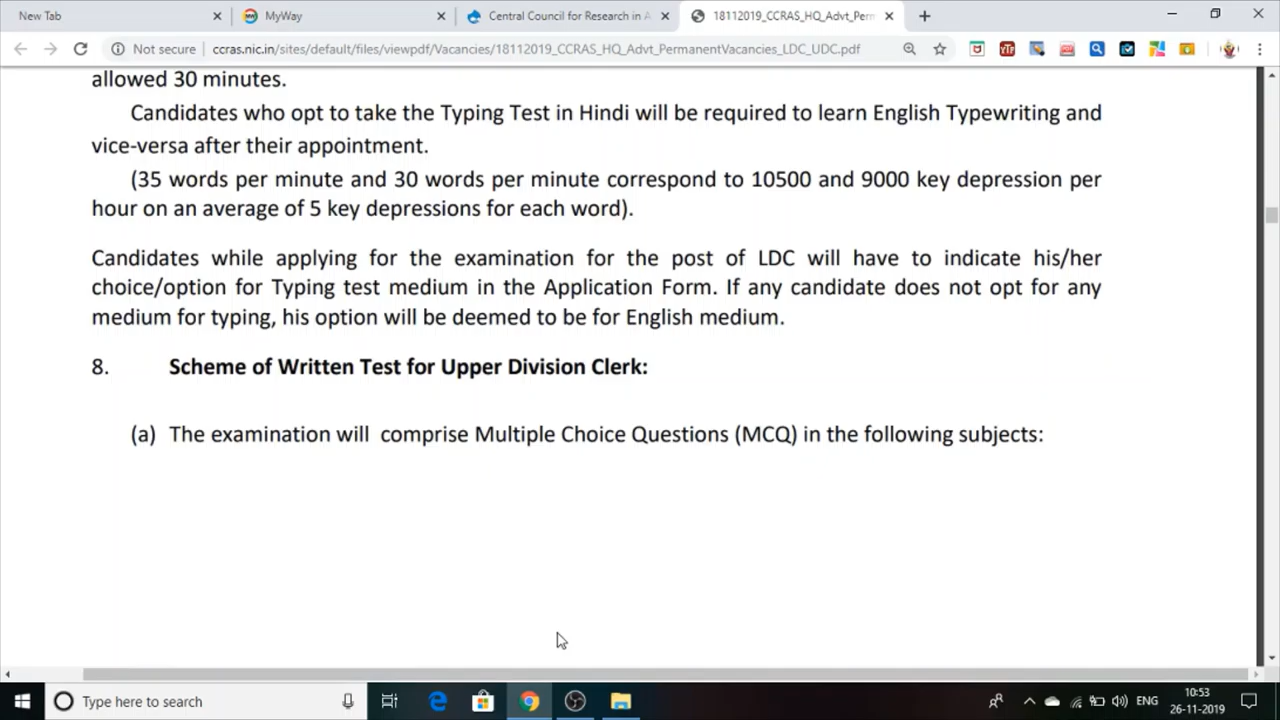 New Tab
MyWay
Central Council for Research in A
18112019_CCRAS_HQ_Advt_Perm
Not secure
ccras.nic.in/sites/default/files/viewpdf/Vacancies/18112019_CCRAS_HQ_Advt_PermanentVacancies_LDC_UDC.pdf
allowed 30 minutes.
Candidates who opt to take the Typing Test in Hindi will be required to learn English Typewriting and
vice-versa after their appointment.
(35 words per minute and 30 words per minute correspond to 10500 and 9000 key depression per
hour on an average of 5 key depressions for each word).
Candidates while applying for the examination for the post of LDC will have to indicate his/her
choice/option for Typing test medium in the Application Form. If any candidate does not opt for any
medium for typing, his option will be deemed to be for English medium.
8. Scheme of Written Test for Upper Division Clerk:
(a) The examination will comprise Multiple Choice Questions (MCQ) in the following subjects:
Type here to search
ENG
10:53
26-11-2019